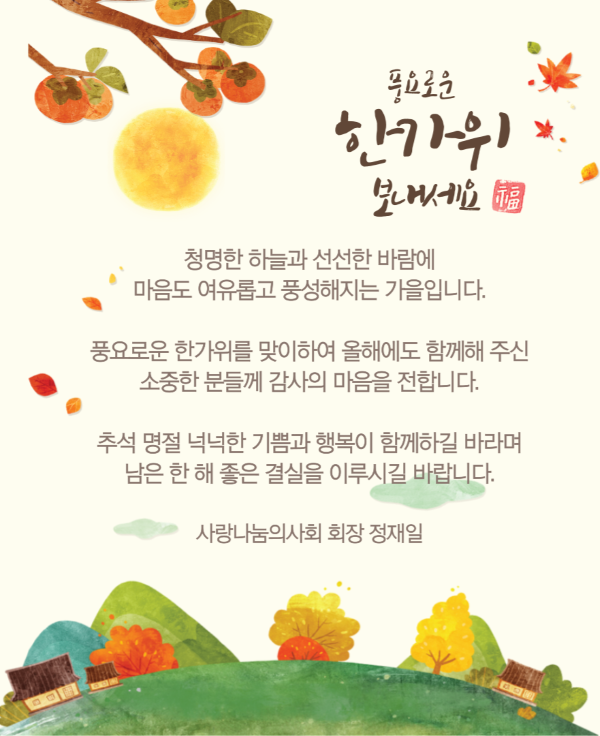 풍요로운
한가위
보내세요 福
청명한 하늘과 선선한 바람에
마음도 여유롭고 풍성해지는 가을입니다.
풍요로운 한가위를 맞이하여 올해에도 함께해 주신
소중한 분들께 감사의 마음을 전합니다.
추석 명절 넉넉한 기쁨과 행복이 함께하길 바라며
남은 한 해 좋은 결실을 이루시길 바랍니다.
사랑나눔의사회 회장 정재일